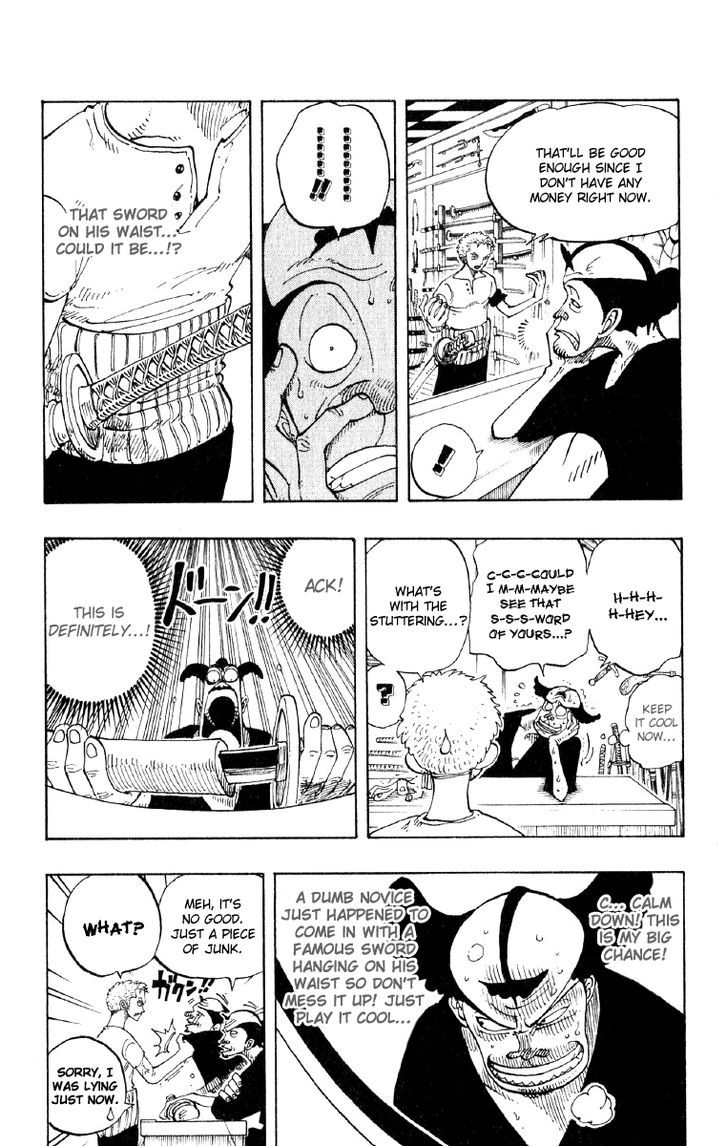 THAT'LL BE GOOD
ENOUGH SINCE I
DON'T HAVE ANY
MONEY RIGHT NOW.
!
!!
THAT SWORD
ON HIS WAIST...
COULD IT BE...!?
H-H-H-
H-HEY...
KEEP
IT COOL
NOW...
C-C-C-COULD
I M-M-MAYBE
SEE THAT
S-S-S-WORD
OF YOURS...?
WHAT'S
WITH THE
STUTTERING...?
?
ACK!
ドーン!!
THIS IS
DEFINITELY...!
C... CALM
DOWN! THIS
IS MY BIG
CHANCE!
A DUMB NOVICE
JUST HAPPENED TO
COME IN WITH A
FAMOUS SWORD
HANGING ON HIS
WAIST SO DON'T
MESS IT UP! JUST
PLAY IT COOL...
MEH, IT'S
NO GOOD.
JUST A PIECE
OF JUNK.
WHAT?
ガクン!!
SORRY, I
WAS LYING
JUST NOW.